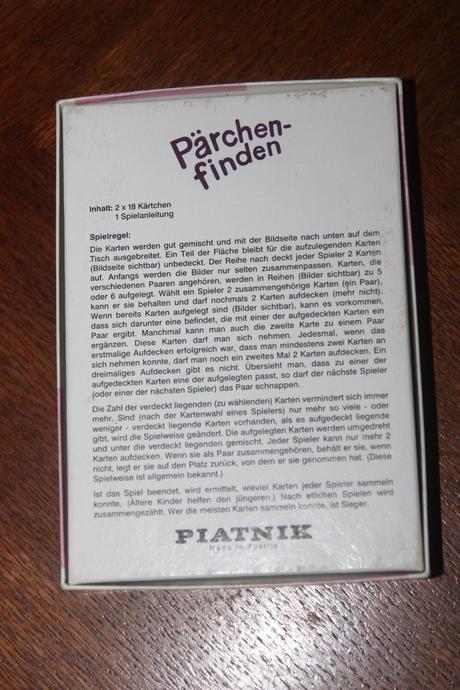 Pärchen-
finden
Inhalt: 2 x 18 Kärtchen
1 Spielanleitung
Spielregel:
Die Karten werden gut gemischt und mit der Bildseite nach unten auf dem
Tisch ausgebreitet. Ein Teil der Fläche bleibt für die aufzulegenden Karten
(Bildseite sichtbar) unbedeckt. Der Reihe nach deckt jeder Spieler 2 Karten
auf. Anfangs werden die Bilder nur selten zusammenpassen. Karten, die
verschiedenen Paaren angehören, werden in Reihen (Bilder sichtbar) zu 5
oder 6 aufgelegt. Wählt ein Spieler 2 zusammengehörige Karten (ein Paar),
kann er sie behalten und darf nochmals 2 Karten aufdecken (mehr nicht).
Wenn bereits Karten aufgelegt sind (Bilder sichtbar), kann es vorkommen,
dass sich darunter eine befindet, die mit einer der aufgedeckten Karten ein
Paar ergibt. Manchmal kann man auch die zweite Karte zu einem Paar
ergänzen. Diese Karten darf man sich nehmen. Jedesmal, wenn das
erstmalige Aufdecken erfolgreich war, dass man mindestens zwei Karten an
sich nehmen konnte, darf man noch ein zweites Mal 2 Karten aufdecken. Ein
dreimaliges Aufdecken gibt es nicht. Übersieht man, dass zu einer der
aufgedeckten Karten eine der aufgelegten passt, so darf der nächste Spieler
(oder einer der nächsten Spieler) das Paar schnappen.
Die Zahl der verdeckt liegenden (zu wählenden) Karten vermindert sich immer
mehr. Sind (nach der Kartenwahl eines Spielers) nur mehr so viele - oder
weniger - verdeckt liegende Karten vorhanden, als es aufgedeckt liegende
gibt, wird die Spielweise geändert. Die aufgelegten Karten werden umgedreht
und unter die verdeckt liegenden gemischt. Jeder Spieler kann nur mehr 2
Karten aufdecken. Wenn sie als Paar zusammengehören, behält er sie, wenn
nicht, legt er sie auf den Platz zurück, von dem er sie genommen hat. (Diese
Spielweise ist allgemein bekannt.)
Ist das Spiel beendet, wird ermittelt, wieviel Karten jeder Spieler sammeln
konnte. (Ältere Kinder helfen den jüngeren.) Nach etlichen Spielen wird
zusammengezählt. Wer die meisten Karten sammeln konnte, ist Sieger.
PIATNIK
Made in Austria